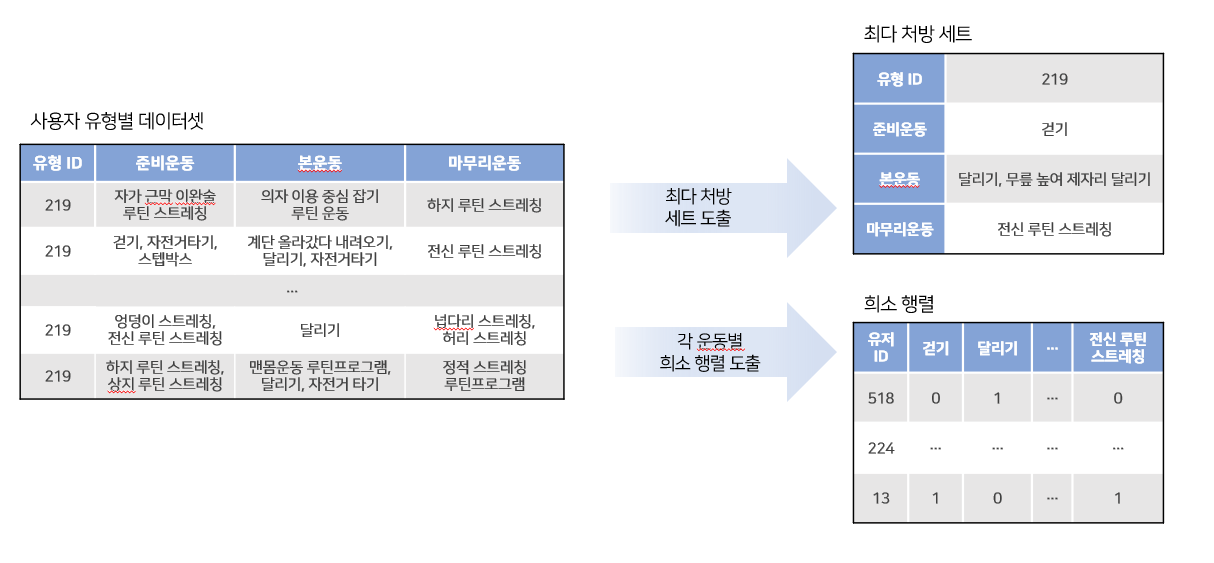 사용자 유형별 데이터셋
유형 ID 준비운동 본운동 마무리운동
219 자가 근막 이완술 의자 이용 중심 잡기 하지 루틴 스트레칭
루틴 스트레칭 루틴 운동
219 걷기, 자전거타기, 계단 올라갔다 내려오기, 전신 루틴 스트레칭
스텝박스 달리기, 자전거타기
...
219 엉덩이 스트레칭, 달리기 넙다리 스트레칭,
전신 루틴 스트레칭 허리 스트레칭
219 하지 루틴 스트레칭, 맨몸운동 루틴프로그램, 정적 스트레칭
상지 루틴 스트레칭 달리기, 자전거 타기 루틴프로그램
최다 처방
세트 도출
각 운동별
희소 행렬 도출
최다 처방 세트
유형 ID 219
준비운동 걷기
본운동 달리기, 무릎 높여 제자리 달리기
마무리운동 전신 루틴 스트레칭
희소 행렬
유저 걷기 달리기 ... 전신 루틴
ID 스트레칭
518 0 1 ... 0
224 ... ... ... ...
13 1 0 ... 1